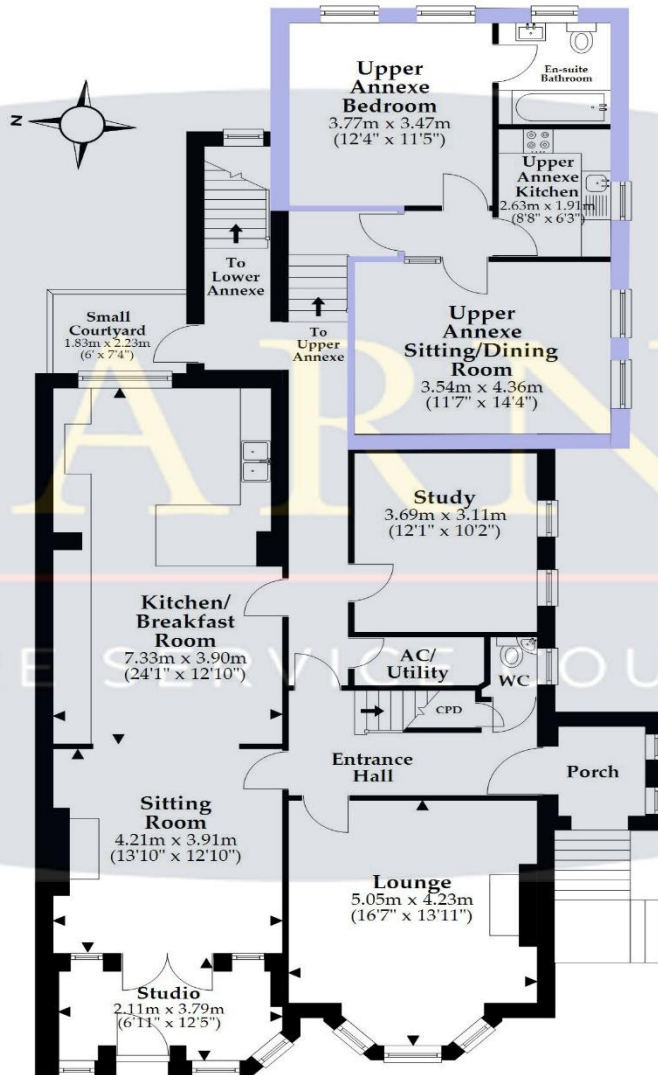 Upper
Annexe
Bedroom
3.77m x 3.47m
(12'4" x 11'5")
En-suite
Bathroom
N
Upper
Annexe
Kitchen
2.63m x 1.91m
(8'8" x 6'3")
To
Lower
Annexe
Small
Courtyard
1.83m x 2.23m
(6' x 7'4")
To
Upper
Annexe
Upper
Annexe
Sitting/Dining
Room
3.54m x 4.36m
(11'7" x 14'4")
ARN
Study
3.69m x 3.11m
(12'1" x 10'2")
Kitchen/
Breakfast
Room
7.33m x 3.90m
(24'1" x 12'10")
AC/
Utility
WC
E SERVICE COU
CPD
Entrance
Hall
Porch
Sitting
Room
4.21m x 3.91m
(13'10" x 12'10")
Lounge
5.05m x 4.23m
(16'7" x 13'11")
Studio
2.11m x 3.79m
(6'11" x 12'5")